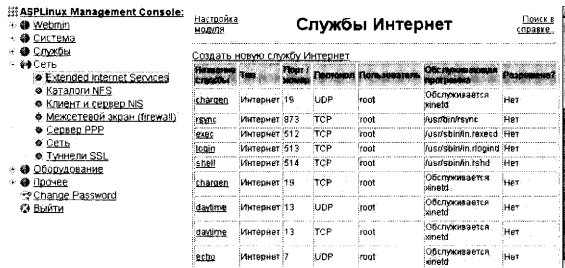 ASPLinux Management Console:
Webmin
Система
Службы
Сеть
Extended Internet Services
Каталоги NFS
Клиент и сервер NIS
Межсетевой экран (firewall)
Сервер PPP
Сеть
Туннели SSL
Оборудование
Прочее
Change Password
Выйти
Настройка модуля
Службы Интернет
Поиск в справке..
Создать новую службу Интернет
Название службы Тип Порт / номер Протокол Пользователь Обслуживающая программа Разрешено?
chargen Интернет 19 UDP root Обслуживается xinetd Нет
rsync Интернет 873 TCP root /usr/bin/rsync Нет
exec Интернет 512 TCP root /usr/sbin/in.rexecd Нет
login Интернет 513 TCP root /usr/sbin/in.rlogind Нет
shell Интернет 514 TCP root /usr/sbin/in.rshd Нет
chargen Интернет 19 TCP root Обслуживается xinetd Нет
daytime Интернет 13 UDP root Обслуживается xinetd Нет
daytime Интернет 13 TCP root Обслуживается xinetd Нет
echo Интернет 7 UDP root Обслуживается xinetd Нет